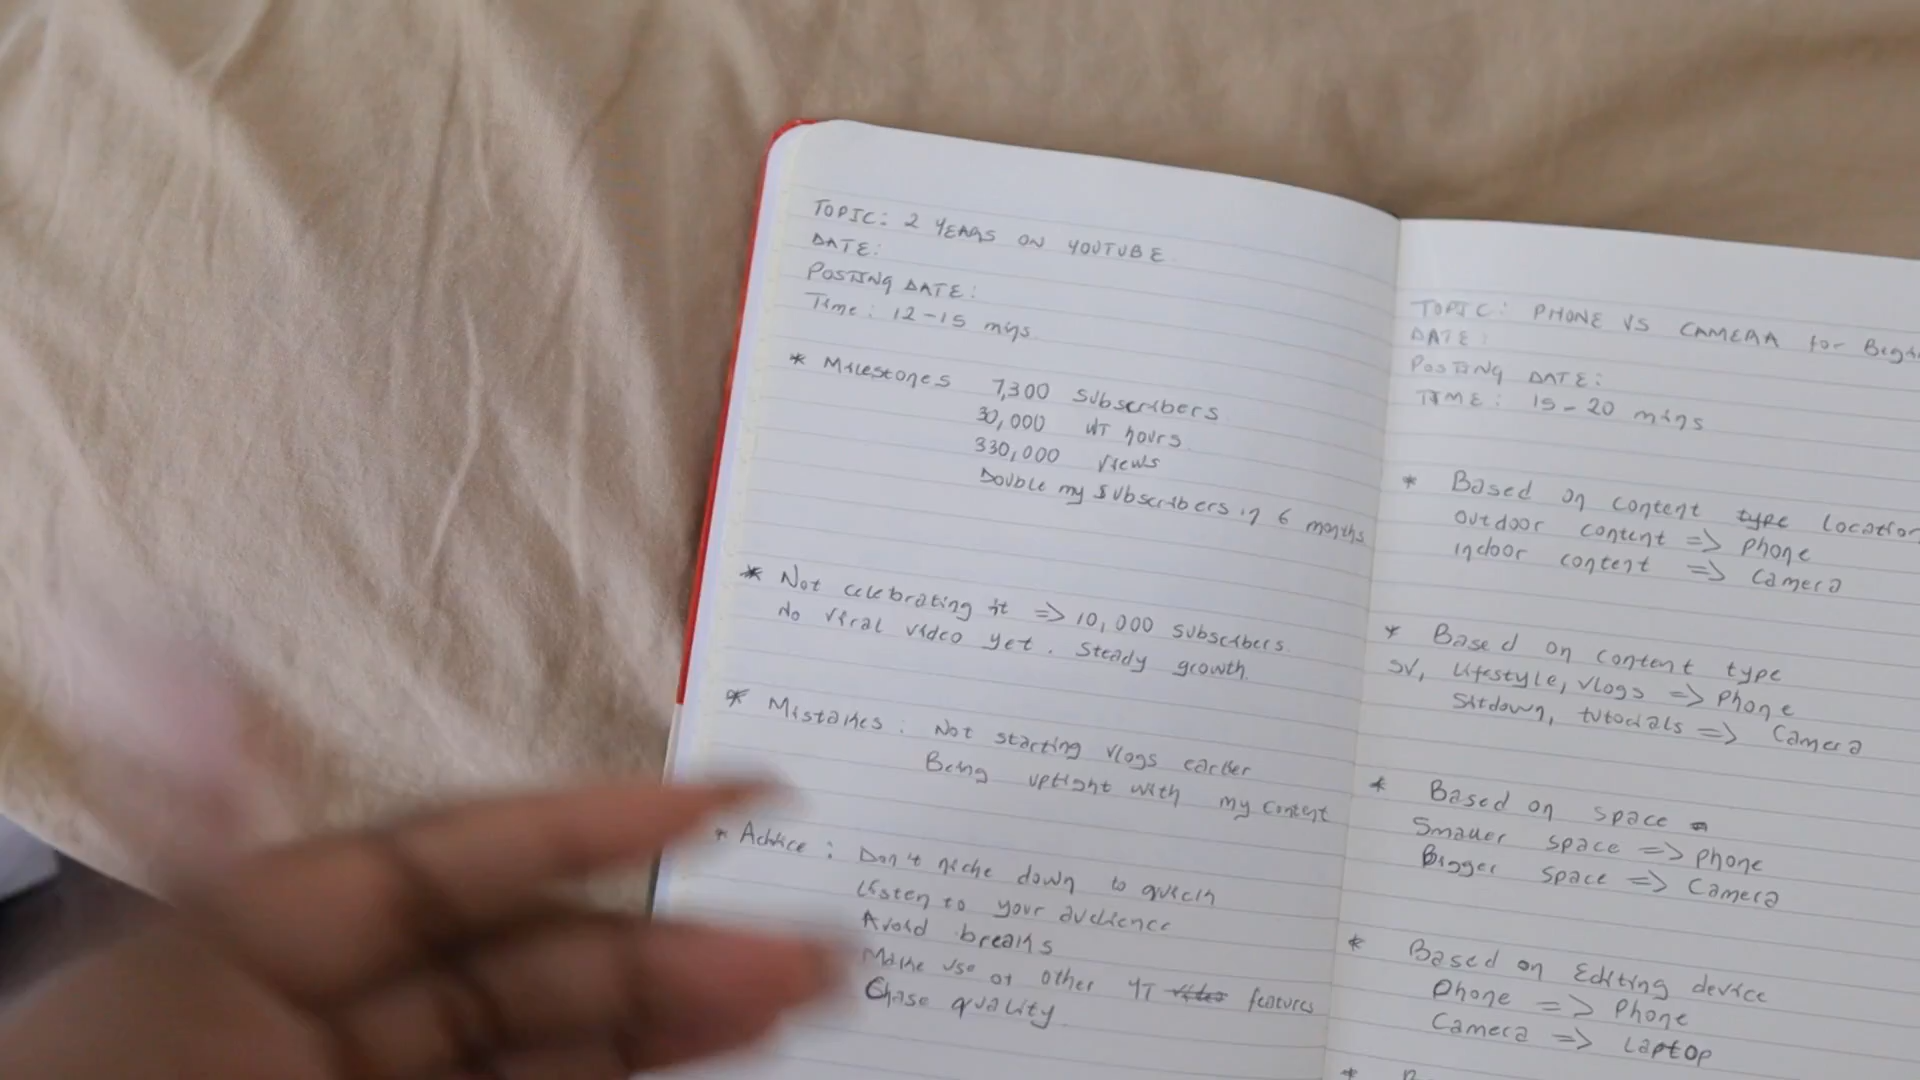 TOPIC: 2 YEARS ON YOUTUBE
DATE:
POSTING DATE:
Time: 12-15 mins
* Milestones 7,300 subscribers
30,000 WT hours
330,000 views
Double my subscribers in 6 months
* Not celebrating it => 10,000 subscribers.
No viral video yet. Steady growth.
* Mistakes: Not starting vlogs earlier
Being uptight with my content
* Advice: Don't niche down to quickly
Listen to your audience
Avoid breaks
Make use of other YT video features
Chase quality
TOPIC: PHONE VS CAMERA for
DATE:
POSTING DATE:
TIME: 15-20 mins
* Based on content type location
Outdoor content => phone
indoor content => camera
* Based on content type
SV, Lifestyle, vlogs => phone
Sitdown, tutorials => camera
* Based on space
Smaller space => phone
Bigger space => camera
* Based on Editing device
Phone => Phone
Camera => laptop
*